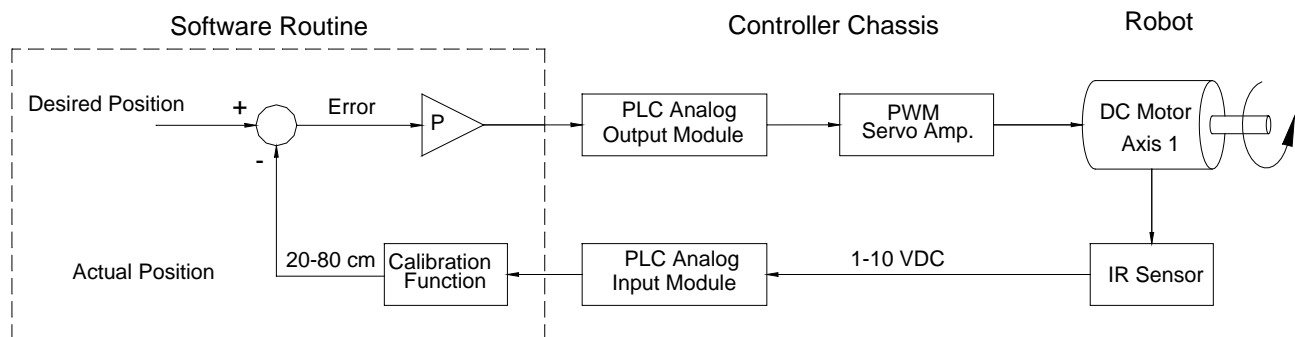 Software Routine
Controller Chassis
Robot
Desired Position
+
-
Error
P
PLC Analog
Output Module
PWM
Servo Amp.
DC Motor
Axis 1
Actual Position
20-80 cm
Calibration
Function
PLC Analog
Input Module
1-10 VDC
IR Sensor